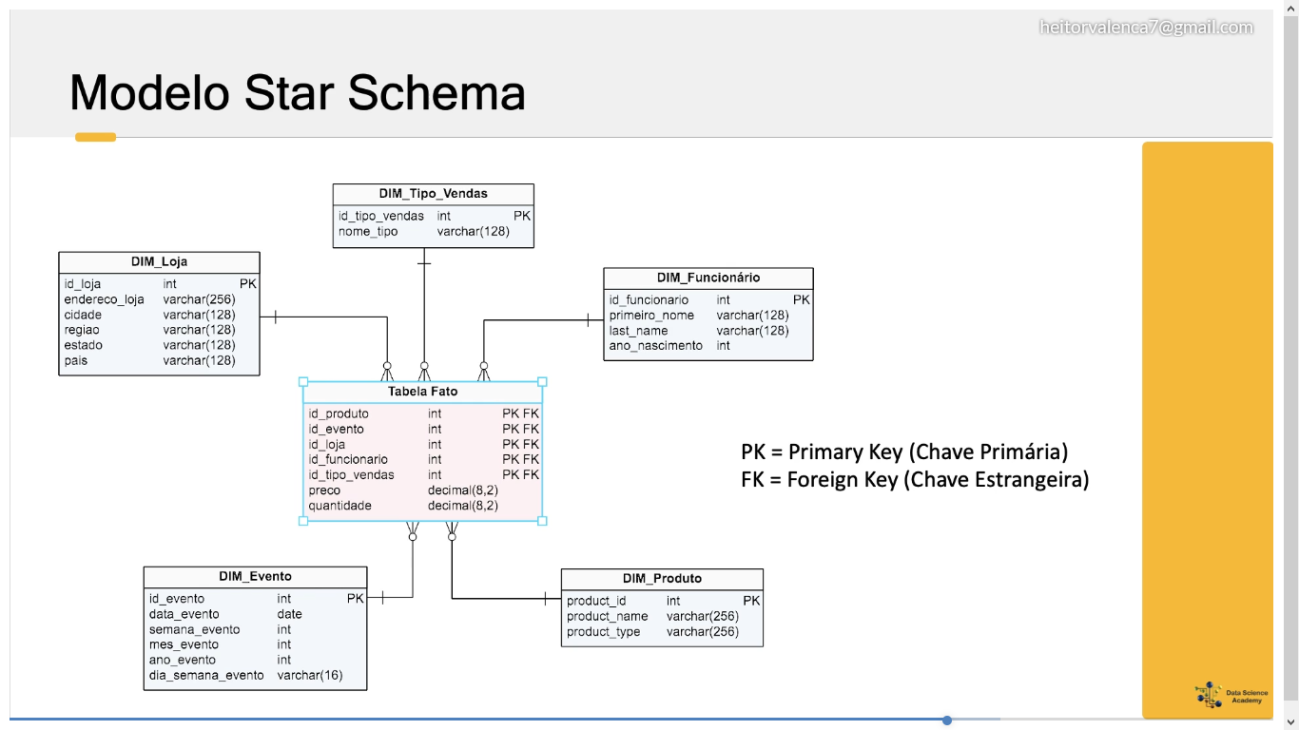 heitorvalenca7@gmail.com
Modelo Star Schema
DIM_Tipo_Vendas
id_tipo_vendas int PK
nome_tipo varchar(128)
DIM_Loja
id_loja int PK
endereco_loja varchar(256)
cidade varchar(128)
regiao varchar(128)
estado varchar(128)
pais varchar(128)
DIM_Funcionário
id_funcionario int PK
primeiro_nome varchar(128)
last_name varchar(128)
ano_nascimento int
Tabela Fato
id_produto int PK FK
id_evento int PK FK
id_loja int PK FK
id_funcionario int PK FK
id_tipo_vendas int PK FK
preco decimal(8,2)
quantidade decimal(8,2)
PK = Primary Key (Chave Primária)
FK = Foreign Key (Chave Estrangeira)
DIM_Evento
id_evento int PK
data_evento date
semana_evento int
mes_evento int
ano_evento int
dia_semana_evento varchar(16)
DIM_Produto
product_id int PK
product_name varchar(256)
product_type varchar(256)
Data Science
Academy